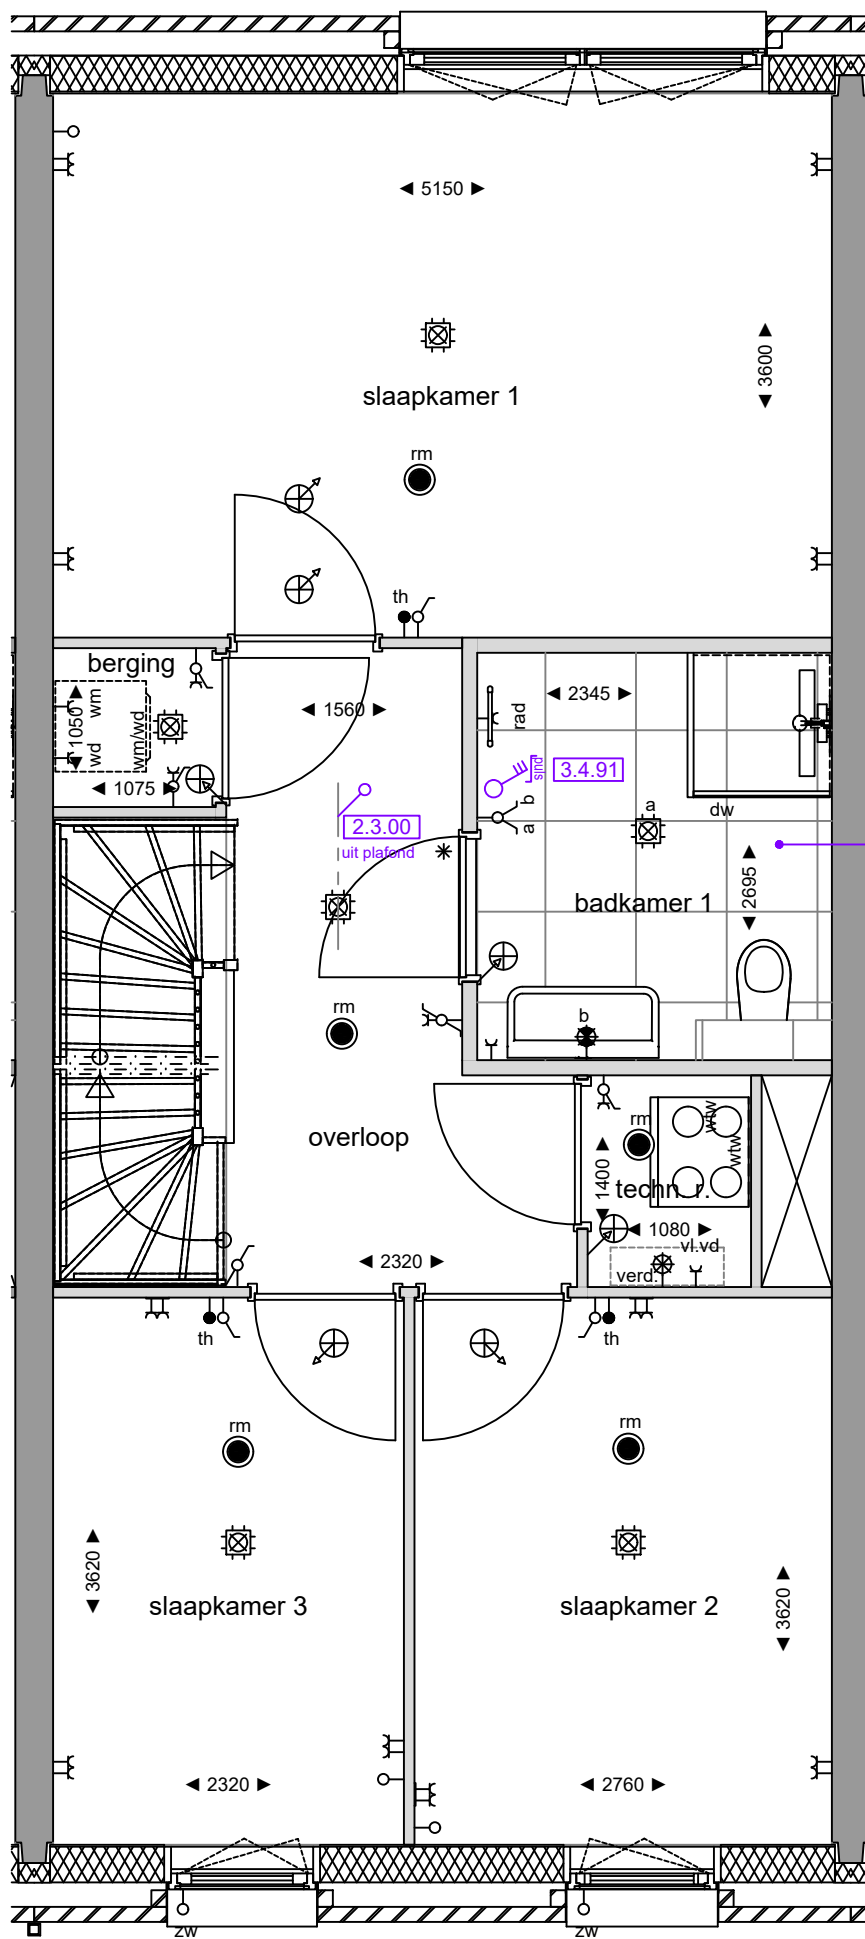 5150
3600
slaapkamer 1
rm
th
berging
1050
wm
wd
wm/wd
1075
1560
2345
rad
puls
3.4.91
2.3.00
uit plafond
b
a
a
dw
2695
badkamer 1
b
rm
overloop
rm
wtw
wtw
techn. r.
1400
1080
vl.vd
verd.
2320
th
th
rm
rm
3620
slaapkamer 3
slaapkamer 2
3620
2320
2760
zw
zw